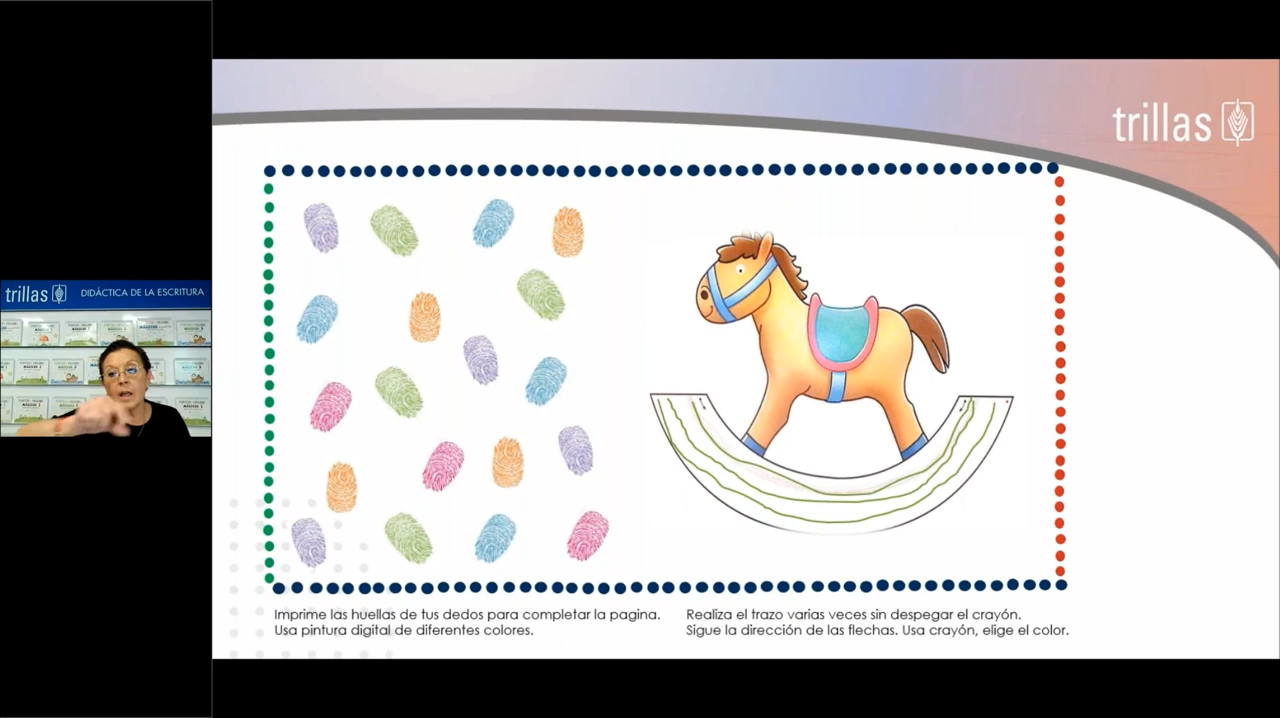 trillas
trillas DIDÁCTICA DE LA ESCRITURA
Imprime las huellas de tus dedos para completar la pagina.
Usa pintura digital de diferentes colores.
Realiza el trazo varias veces sin despegar el crayón.
Sigue la dirección de las flechas. Usa crayón, elige el color.